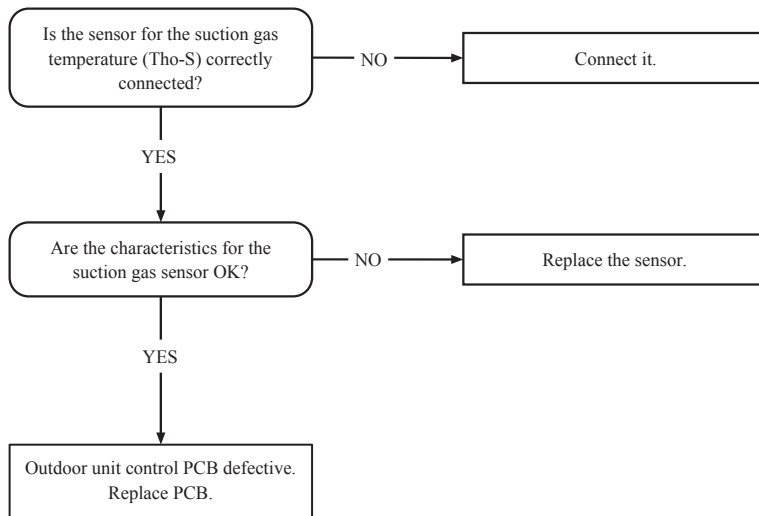 Is the sensor for the suction gas
temperature (Tho-S) correctly
connected?
NO
Connect it.
YES
Are the characteristics for the
suction gas sensor OK?
NO
Replace the sensor.
YES
Outdoor unit control PCB defective.
Replace PCB.